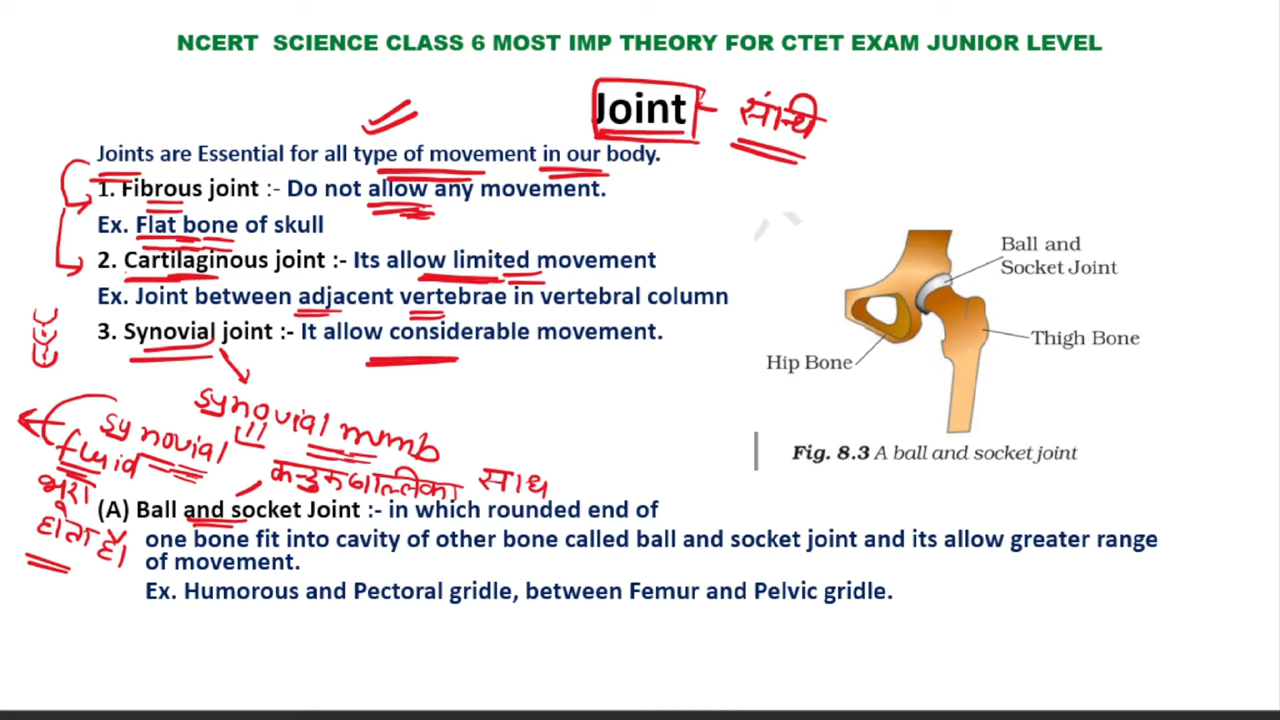 NCERT SCIENCE CLASS 6 MOST IMP THEORY FOR CTET EXAM JUNIOR LEVEL
Joint
Joints are Essential for all type of movement in our body.
1. Fibrous joint :- Do not allow any movement.
Ex. Flat bone of skull
2. Cartilaginous joint :- Its allow limited movement
Ex. Joint between adjacent vertebrae in vertebral column
3. Synovial joint :- It allow considerable movement.
Ball and
Socket Joint
Thigh Bone
Hip Bone
Fig. 8.3 A ball and socket joint
synovial
synovial
fluid
साथ
भरा
होता है।
(A) Ball and socket Joint :- in which rounded end of
one bone fit into cavity of other bone called ball and socket joint and its allow greater range
of movement.
Ex. Humorous and Pectoral gridle, between Femur and Pelvic gridle.